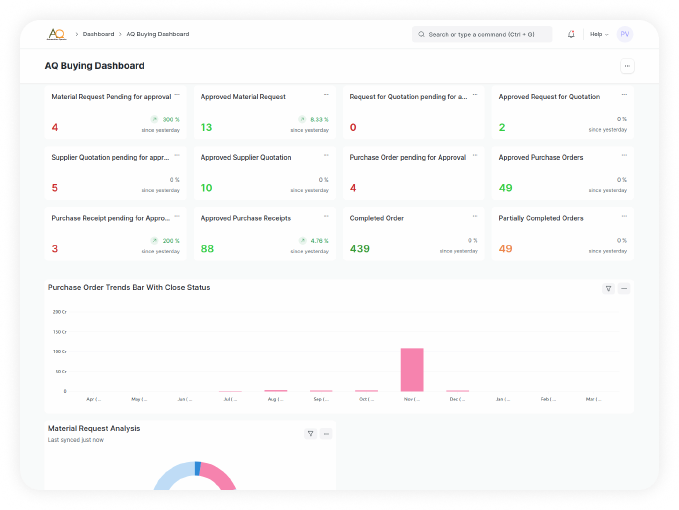 AQ
Dashboard
AQ Buying Dashboard
Search or type a command (Ctrl + G)
Help
PV
AQ Buying Dashboard
Material Request Pending for approval
4
300 %
since yesterday
Approved Material Request
13
8.33 %
since yesterday
Request for Quotation pending for a...
0
Approved Request for Quotation
2
0 %
since yesterday
Supplier Quotation pending for appr...
5
0 %
since yesterday
Approved Supplier Quotation
10
0 %
since yesterday
Purchase Order pending for Approval
4
Approved Purchase Orders
49
0 %
since yesterday
Purchase Receipt pending for Appro...
3
200 %
since yesterday
Approved Purchase Receipts
88
4.76 %
since yesterday
Completed Order
439
0 %
since yesterday
Partially Completed Orders
49
0 %
since yesterday
Purchase Order Trends Bar With Close Status
200 Cr
150 Cr
100 Cr
50 Cr
0
Apr (...
May (...
Jun (...
Jul (...
Aug (...
Sep (...
Oct (...
Nov (...
Dec (...
Jan (...
Feb (...
Mar (...
Material Request Analysis
Last synced just now